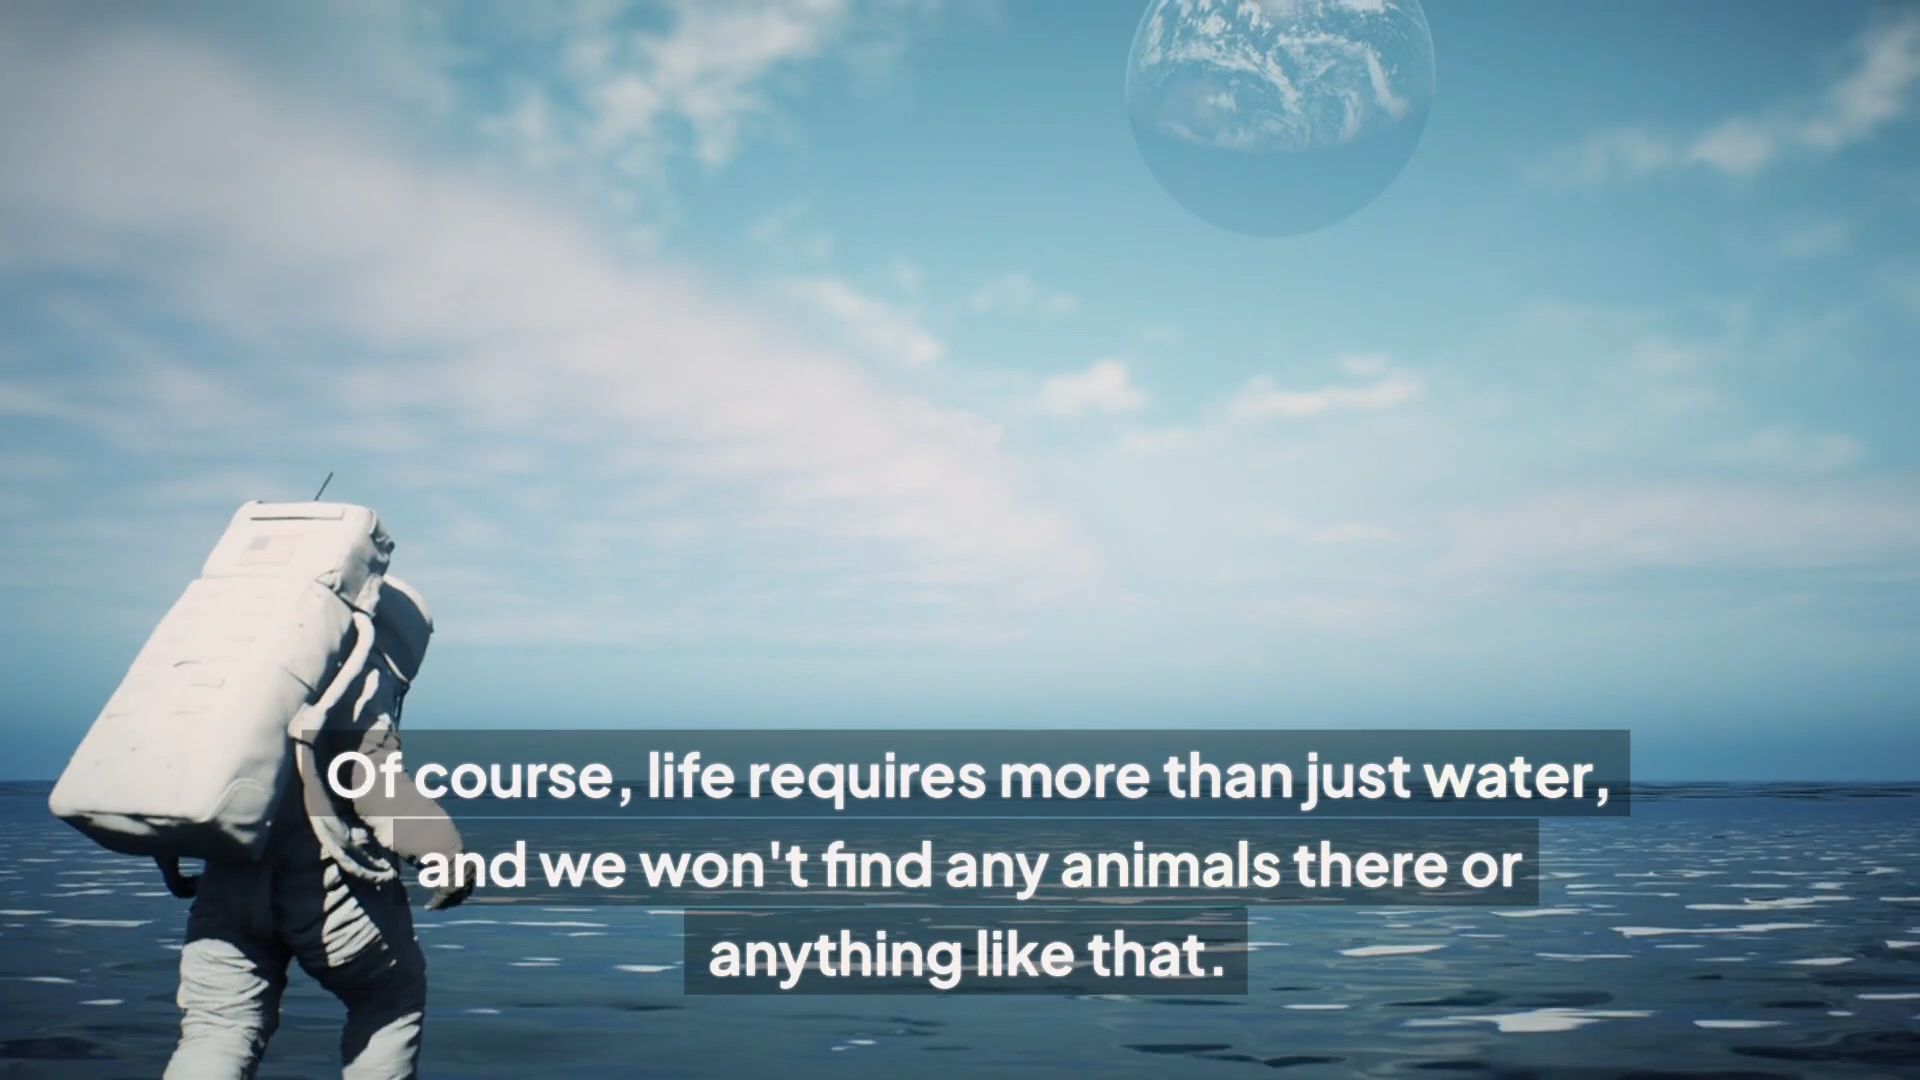 Of course, life requires more than just water,
and we won't find any animals there or
anything like that.